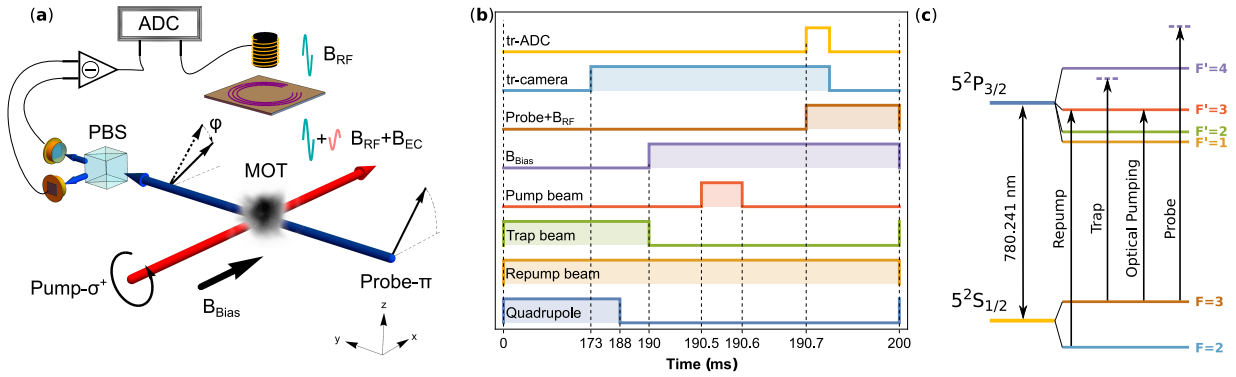 (a)
ADC
B_RF
PBS
φ
B_RF+B_EC
MOT
Pump-σ⁺
B_Bias
Probe-π
z
y
x
(b)
tr-ADC
tr-camera
Probe+B_RF
B_Bias
Pump beam
Trap beam
Repump beam
Quadrupole
0 173 188 190 190.5 190.6 190.7 200
Time (ms)
(c)
F'=4
5²P₃/₂
F'=3
F'=2
F'=1
780.241 nm
Repump
Trap
Optical Pumping
Probe
5²S₁/₂
F=3
F=2